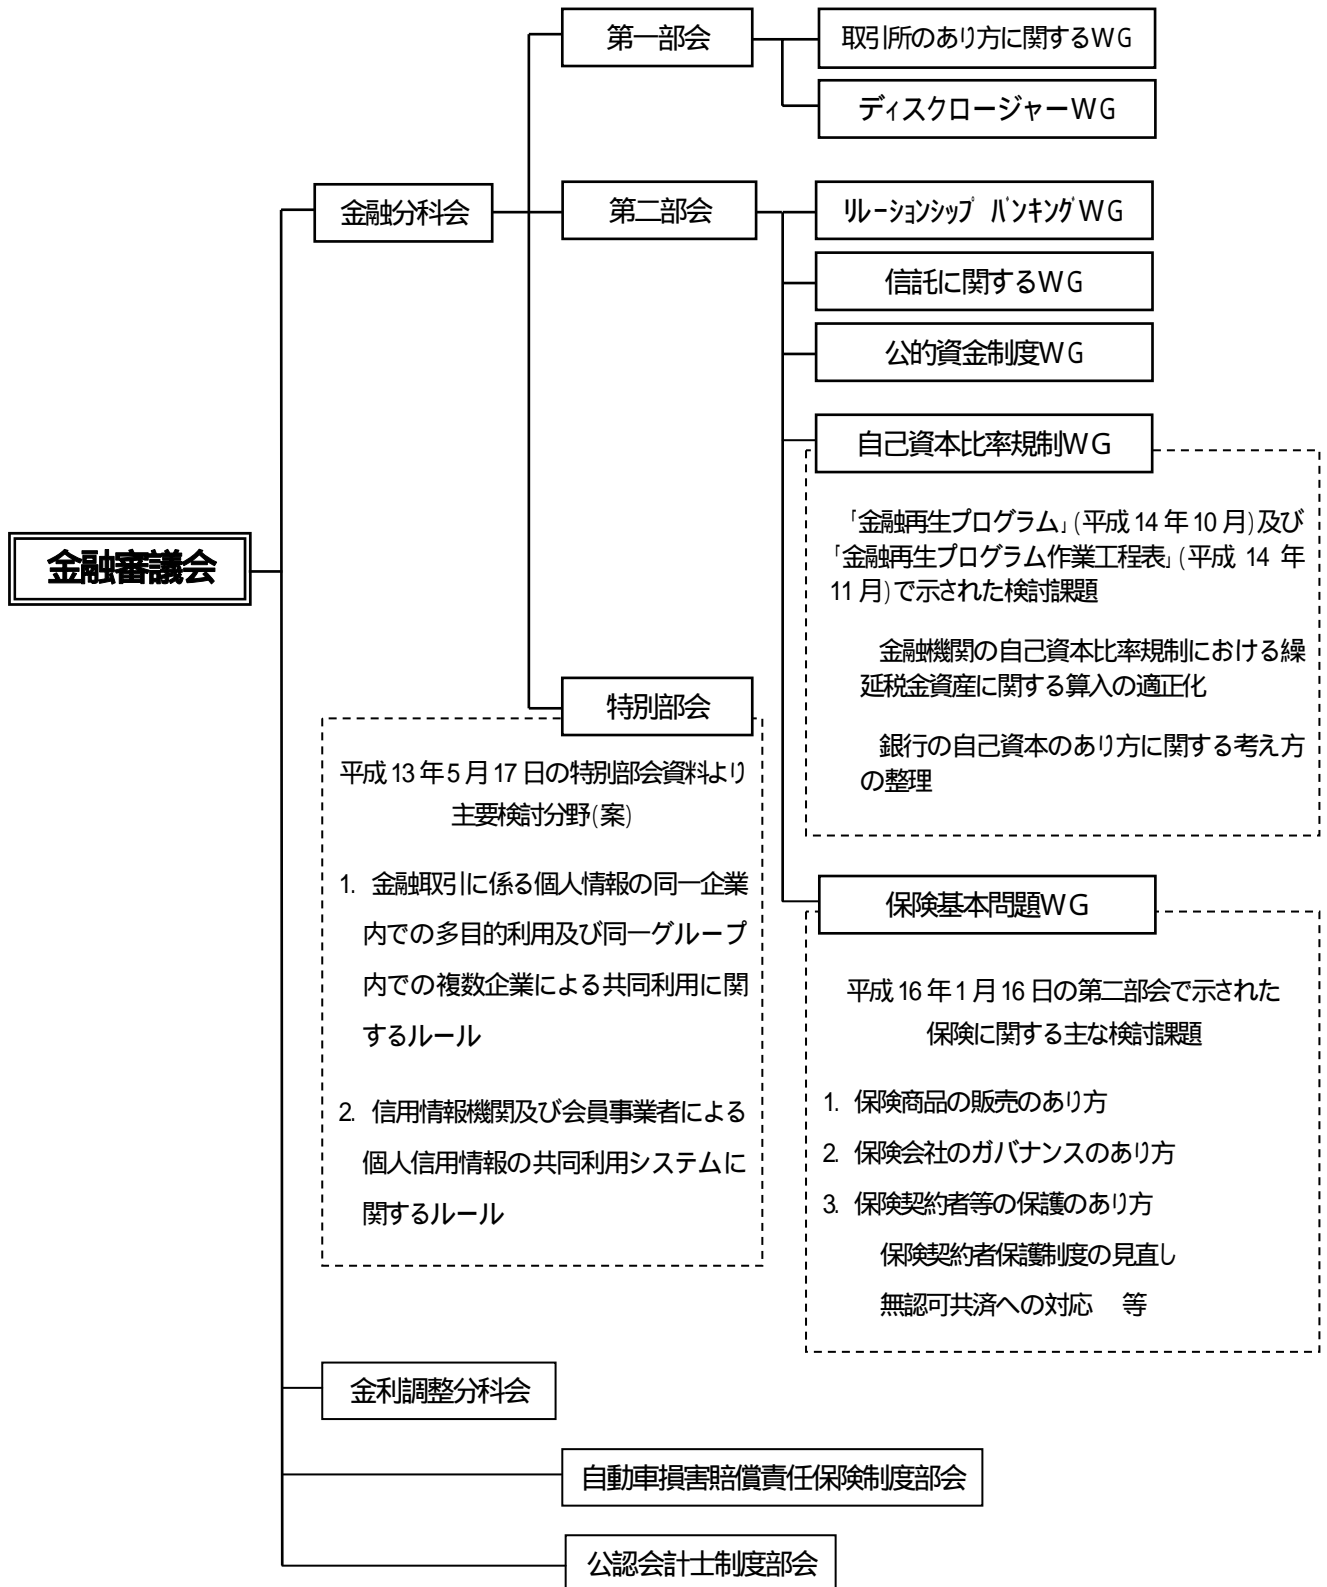 第一部会
取引所のあり方に関するWG
ディスクロージャーWG
金融分科会
第二部会
ﾘﾚｰｼｮﾝｼｯﾌﾟ ﾊﾞﾝｷﾝｸﾞWG
信託に関するWG
公的資金制度WG
自己資本比率規制WG
「金融再生プログラム」(平成14年10月)及び
「金融再生プログラム作業工程表」(平成 14 年
11月)で示された検討課題
金融機関の自己資本比率規制における繰
延税金資産に関する算入の適正化
銀行の自己資本のあり方に関する考え方
の整理
金融審議会
特別部会
平成13年5月17日の特別部会資料より
主要検討分野(案)
1. 金融取引に係る個人情報の同一企業
内での多目的利用及び同一グループ
内での複数企業による共同利用に関
するルール
2. 信用情報機関及び会員事業者による
個人信用情報の共同利用システムに
関するルール
保険基本問題WG
平成16年1月16日の第二部会で示された
保険に関する主な検討課題
1. 保険商品の販売のあり方
2. 保険会社のガバナンスのあり方
3. 保険契約者等の保護のあり方
保険契約者保護制度の見直し
無認可共済への対応 等
金利調整分科会
自動車損害賠償責任保険制度部会
公認会計士制度部会